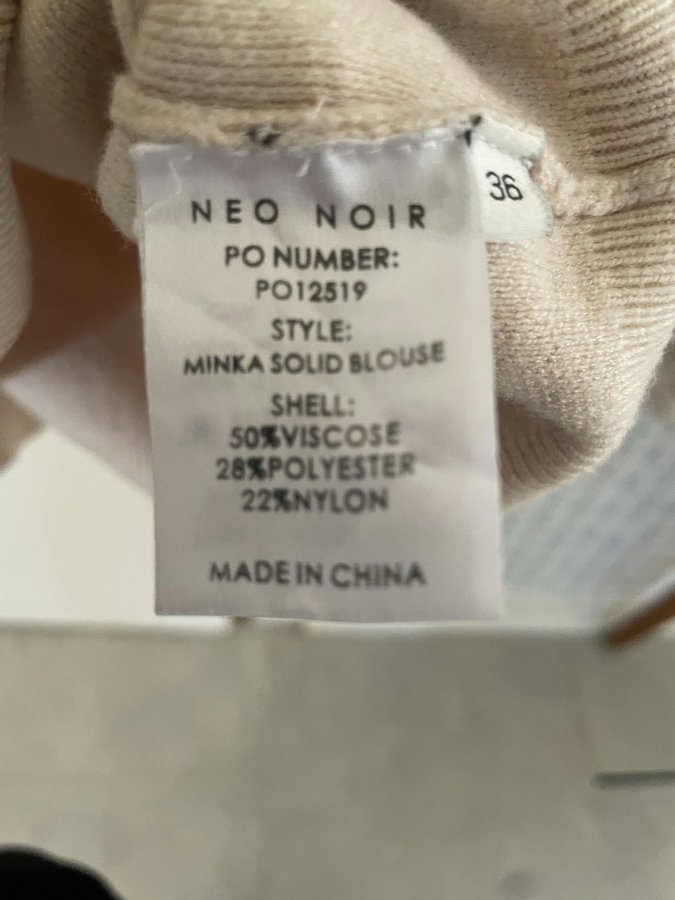 NEO NOIR
36
PO NUMBER:
PO12519
STYLE:
MINKA SOLID BLOUSE
SHELL:
50%VISCOSE
28%POLYESTER
22%NYLON
MADE IN CHINA